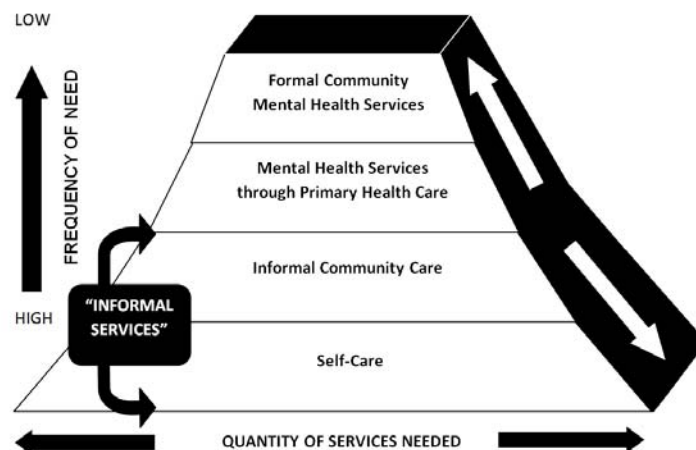 LOW
FREQUENCY OF NEED
HIGH
Formal Community
Mental Health Services
Mental Health Services
through Primary Health Care
Informal Community Care
"INFORMAL
SERVICES"
Self-Care
QUANTITY OF SERVICES NEEDED